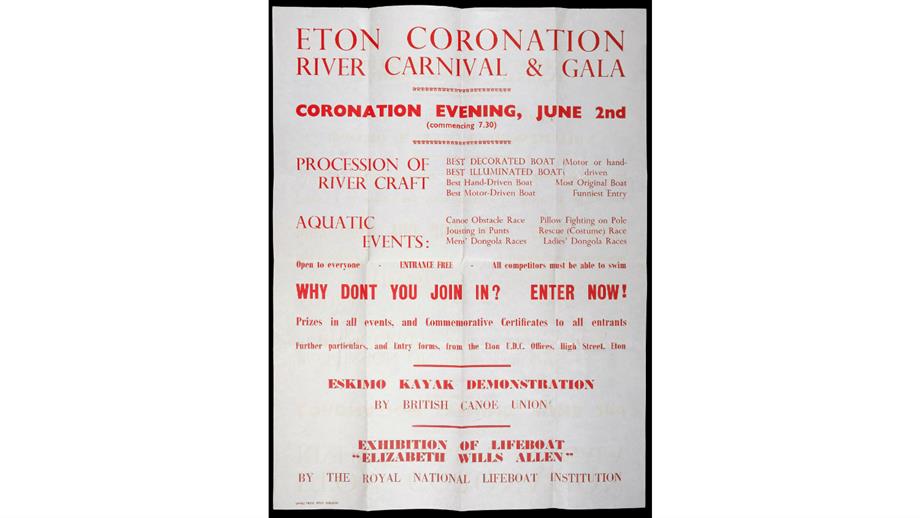 ETON CORONATION
RIVER CARNIVAL & GALA
CORONATION EVENING, JUNE 2nd
(commencing 7.30)
PROCESSION OF
RIVER CRAFT
BEST DECORATED BOAT (Motor or hand-
BEST ILLUMINATED BOAT) driven
Best Hand-Driven Boat Most Original Boat
Best Motor-Driven Boat Funniest Entry
AQUATIC
EVENTS:
Canoe Obstacle Race Pillow Fighting on Pole
Jousting in Punts Rescue (Costume) Race
Mens' Dongola Races Ladies' Dongola Races
Open to everyone - ENTRANCE FREE - All competitors must be able to swim
WHY DONT YOU JOIN IN? ENTER NOW!
Prizes in all events, and Commemorative Certificates to all entrants
Further particulars, and Entry forms, from the Eton U.D.C. Offices, High Street, Eton
ESKIMO KAYAK DEMONSTRATION
BY BRITISH CANOE UNION
EXHIBITION OF LIFEBOAT
"ELIZABETH WILLS ALLEN"
BY THE ROYAL NATIONAL LIFEBOAT INSTITUTION